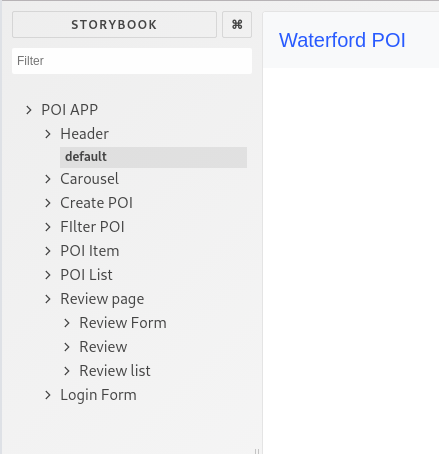 STORYBOOK
⌘
Filter
POI APP
Header
default
Carousel
Create POI
FIlter POI
POI Item
POI List
Review page
Review Form
Review
Review list
Login Form
Waterford POI